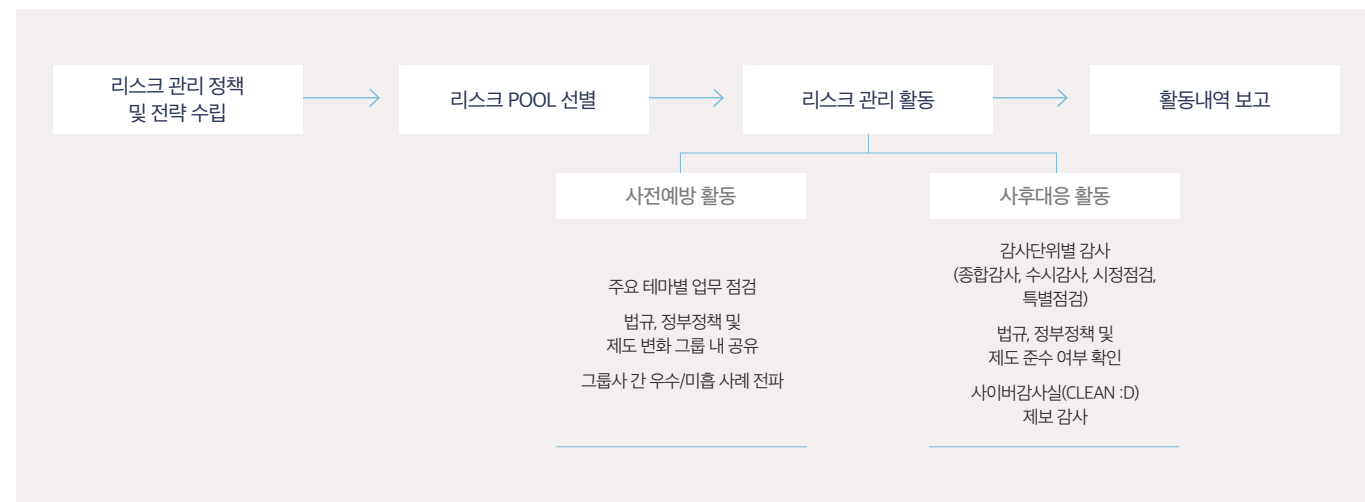 리스크 관리 정책
및 전략 수립
리스크 POOL 선별
리스크 관리 활동
활동내역 보고
사전예방 활동
주요 테마별 업무 점검
법규, 정부정책 및
제도 변화 그룹 내 공유
그룹사 간 우수/미흡 사례 전파
사후대응 활동
감사단위별 감사
(종합감사, 수시감사, 시정점검,
특별점검)
법규, 정부정책 및
제도 준수 여부 확인
사이버감사실(CLEAN :D)
제보 감사